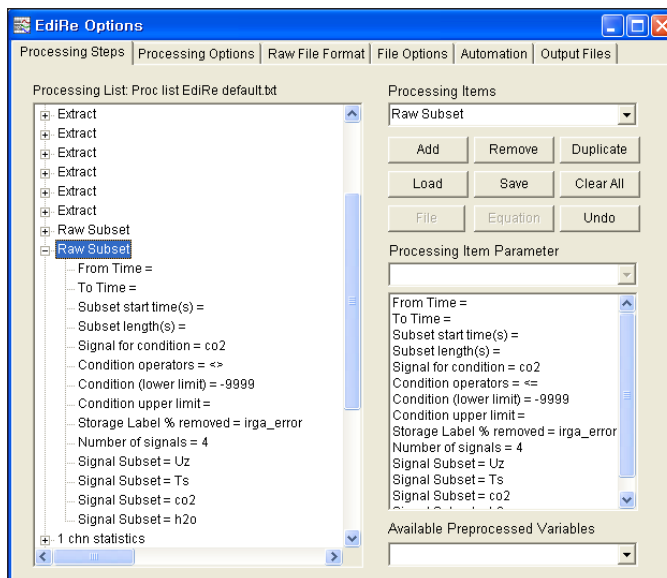 EdiRe Options
Processing Steps Processing Options Raw File Format File Options Automation Output Files
Processing List: Proc list EdiRe default.txt
Extract
Extract
Extract
Extract
Extract
Extract
Raw Subset
Raw Subset
From Time =
To Time =
Subset start time(s) =
Subset length(s) =
Signal for condition = co2
Condition operators = <>
Condition (lower limit) = -9999
Condition upper limit =
Storage Label % removed = irga_error
Number of signals = 4
Signal Subset = Uz
Signal Subset = Ts
Signal Subset = co2
Signal Subset = h2o
1 chn statistics
Processing Items
Raw Subset
Add Remove Duplicate
Load Save Clear All
File Equation Undo
Processing Item Parameter
From Time =
To Time =
Subset start time(s) =
Subset length(s) =
Signal for condition = co2
Condition operators = <=
Condition (lower limit) = -9999
Condition upper limit =
Storage Label % removed = irga_error
Number of signals = 4
Signal Subset = Uz
Signal Subset = Ts
Signal Subset = co2
Available Preprocessed Variables